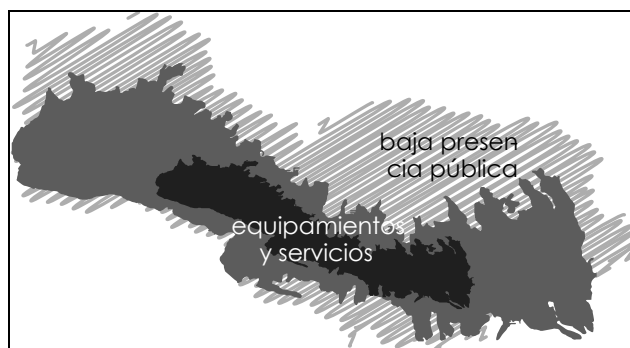 baja presen
cia pública
equipamientos
y servicios